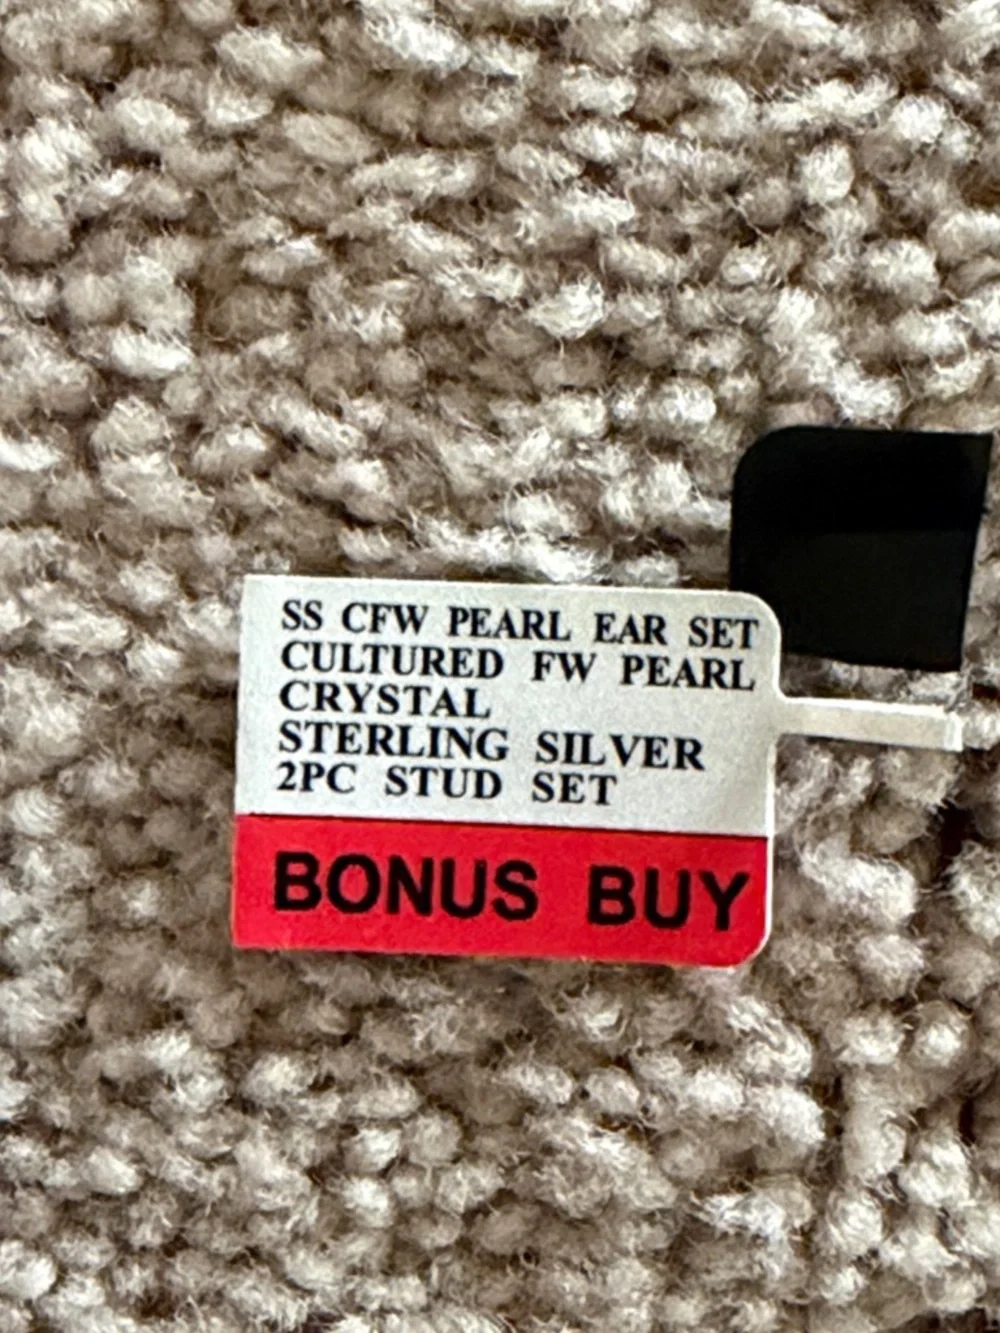 SS CFW PEARL EAR SET
CULTURED FW PEARL
CRYSTAL
STERLING SILVER
2PC STUD SET
BONUS BUY